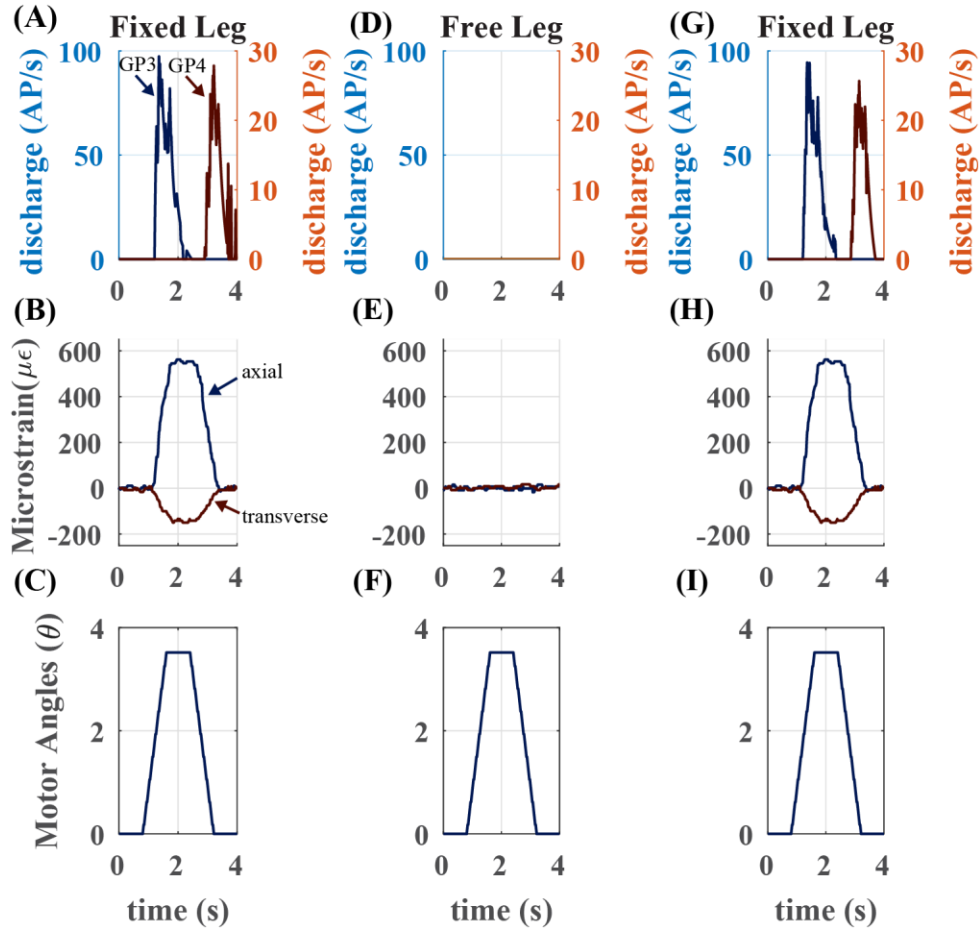 (A) Fixed Leg
(D) Free Leg
(G) Fixed Leg
discharge (AP/s)
100
50
0
GP3
GP4
30
20
10
0
discharge (AP/s)
0 2 4
discharge (AP/s)
100
50
0
30
20
10
0
discharge (AP/s)
0 2 4
discharge (AP/s)
100
50
0
30
20
10
0
discharge (AP/s)
0 2 4
(B)
Microstrain(με)
600
400
200
0
-200
axial
transverse
0 2 4
(E)
600
400
200
0
-200
0 2 4
(H)
600
400
200
0
-200
0 2 4
(C)
Motor Angles (θ)
4
2
0
0 2 4
time (s)
(F)
4
2
0
0 2 4
time (s)
(I)
4
2
0
0 2 4
time (s)